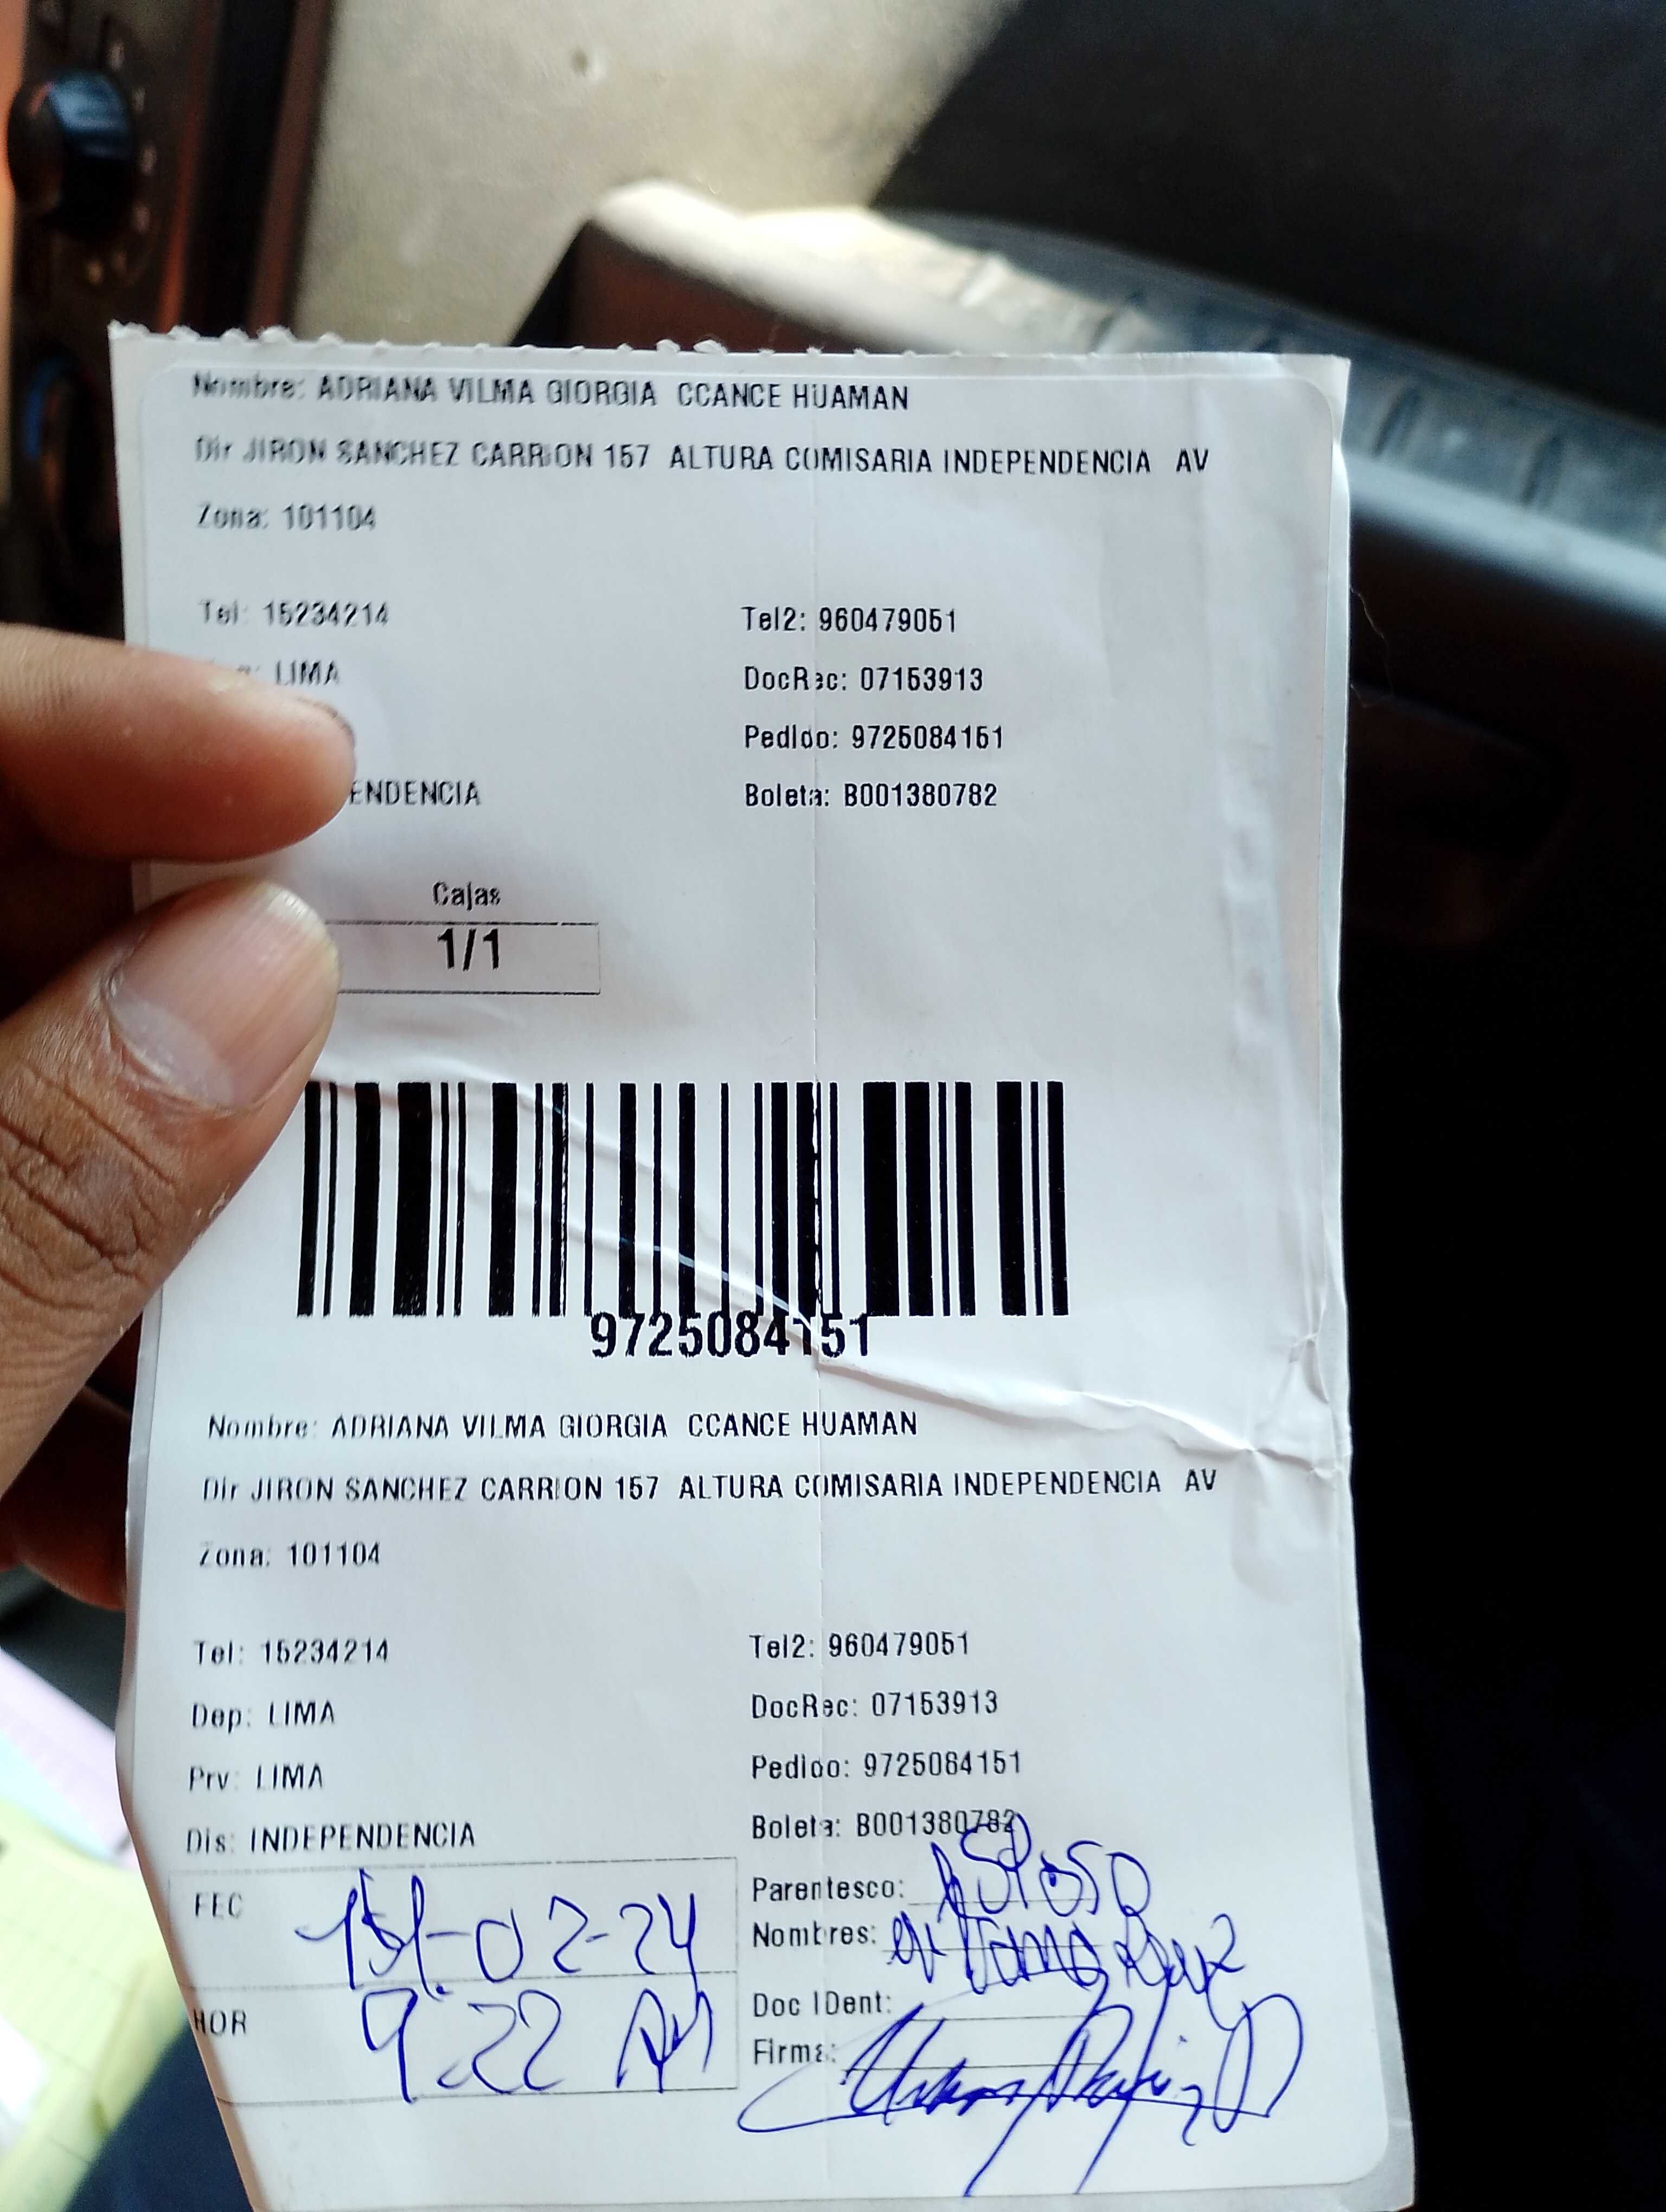 Nombre: ADRIANA VILMA GIORGIA CCANCE HUAMAN
Dir JIRON SANCHEZ CARRION 157 ALTURA COMISARIA INDEPENDENCIA AV
Zona: 101104
Tel: 15234214 Tel2: 960479051
LIMA DocRec: 07153913
Pedido: 9725084151
ENDENCIA Boleta: B001380782
Cajas
1/1
9725084151
Nombre: ADRIANA VILMA GIORGIA CCANCE HUAMAN
Dir JIRON SANCHEZ CARRION 157 ALTURA COMISARIA INDEPENDENCIA AV
Zona: 101104
Tel: 15234214 Tel2: 960479051
Dep: LIMA DocRec: 07153913
Prv: LIMA Pedido: 9725084151
Dis: INDEPENDENCIA Boleta: B001380782
FEC Parentesco: esposo
Nombres:
HOR 9:22 AM Doc IDent:
Firma: